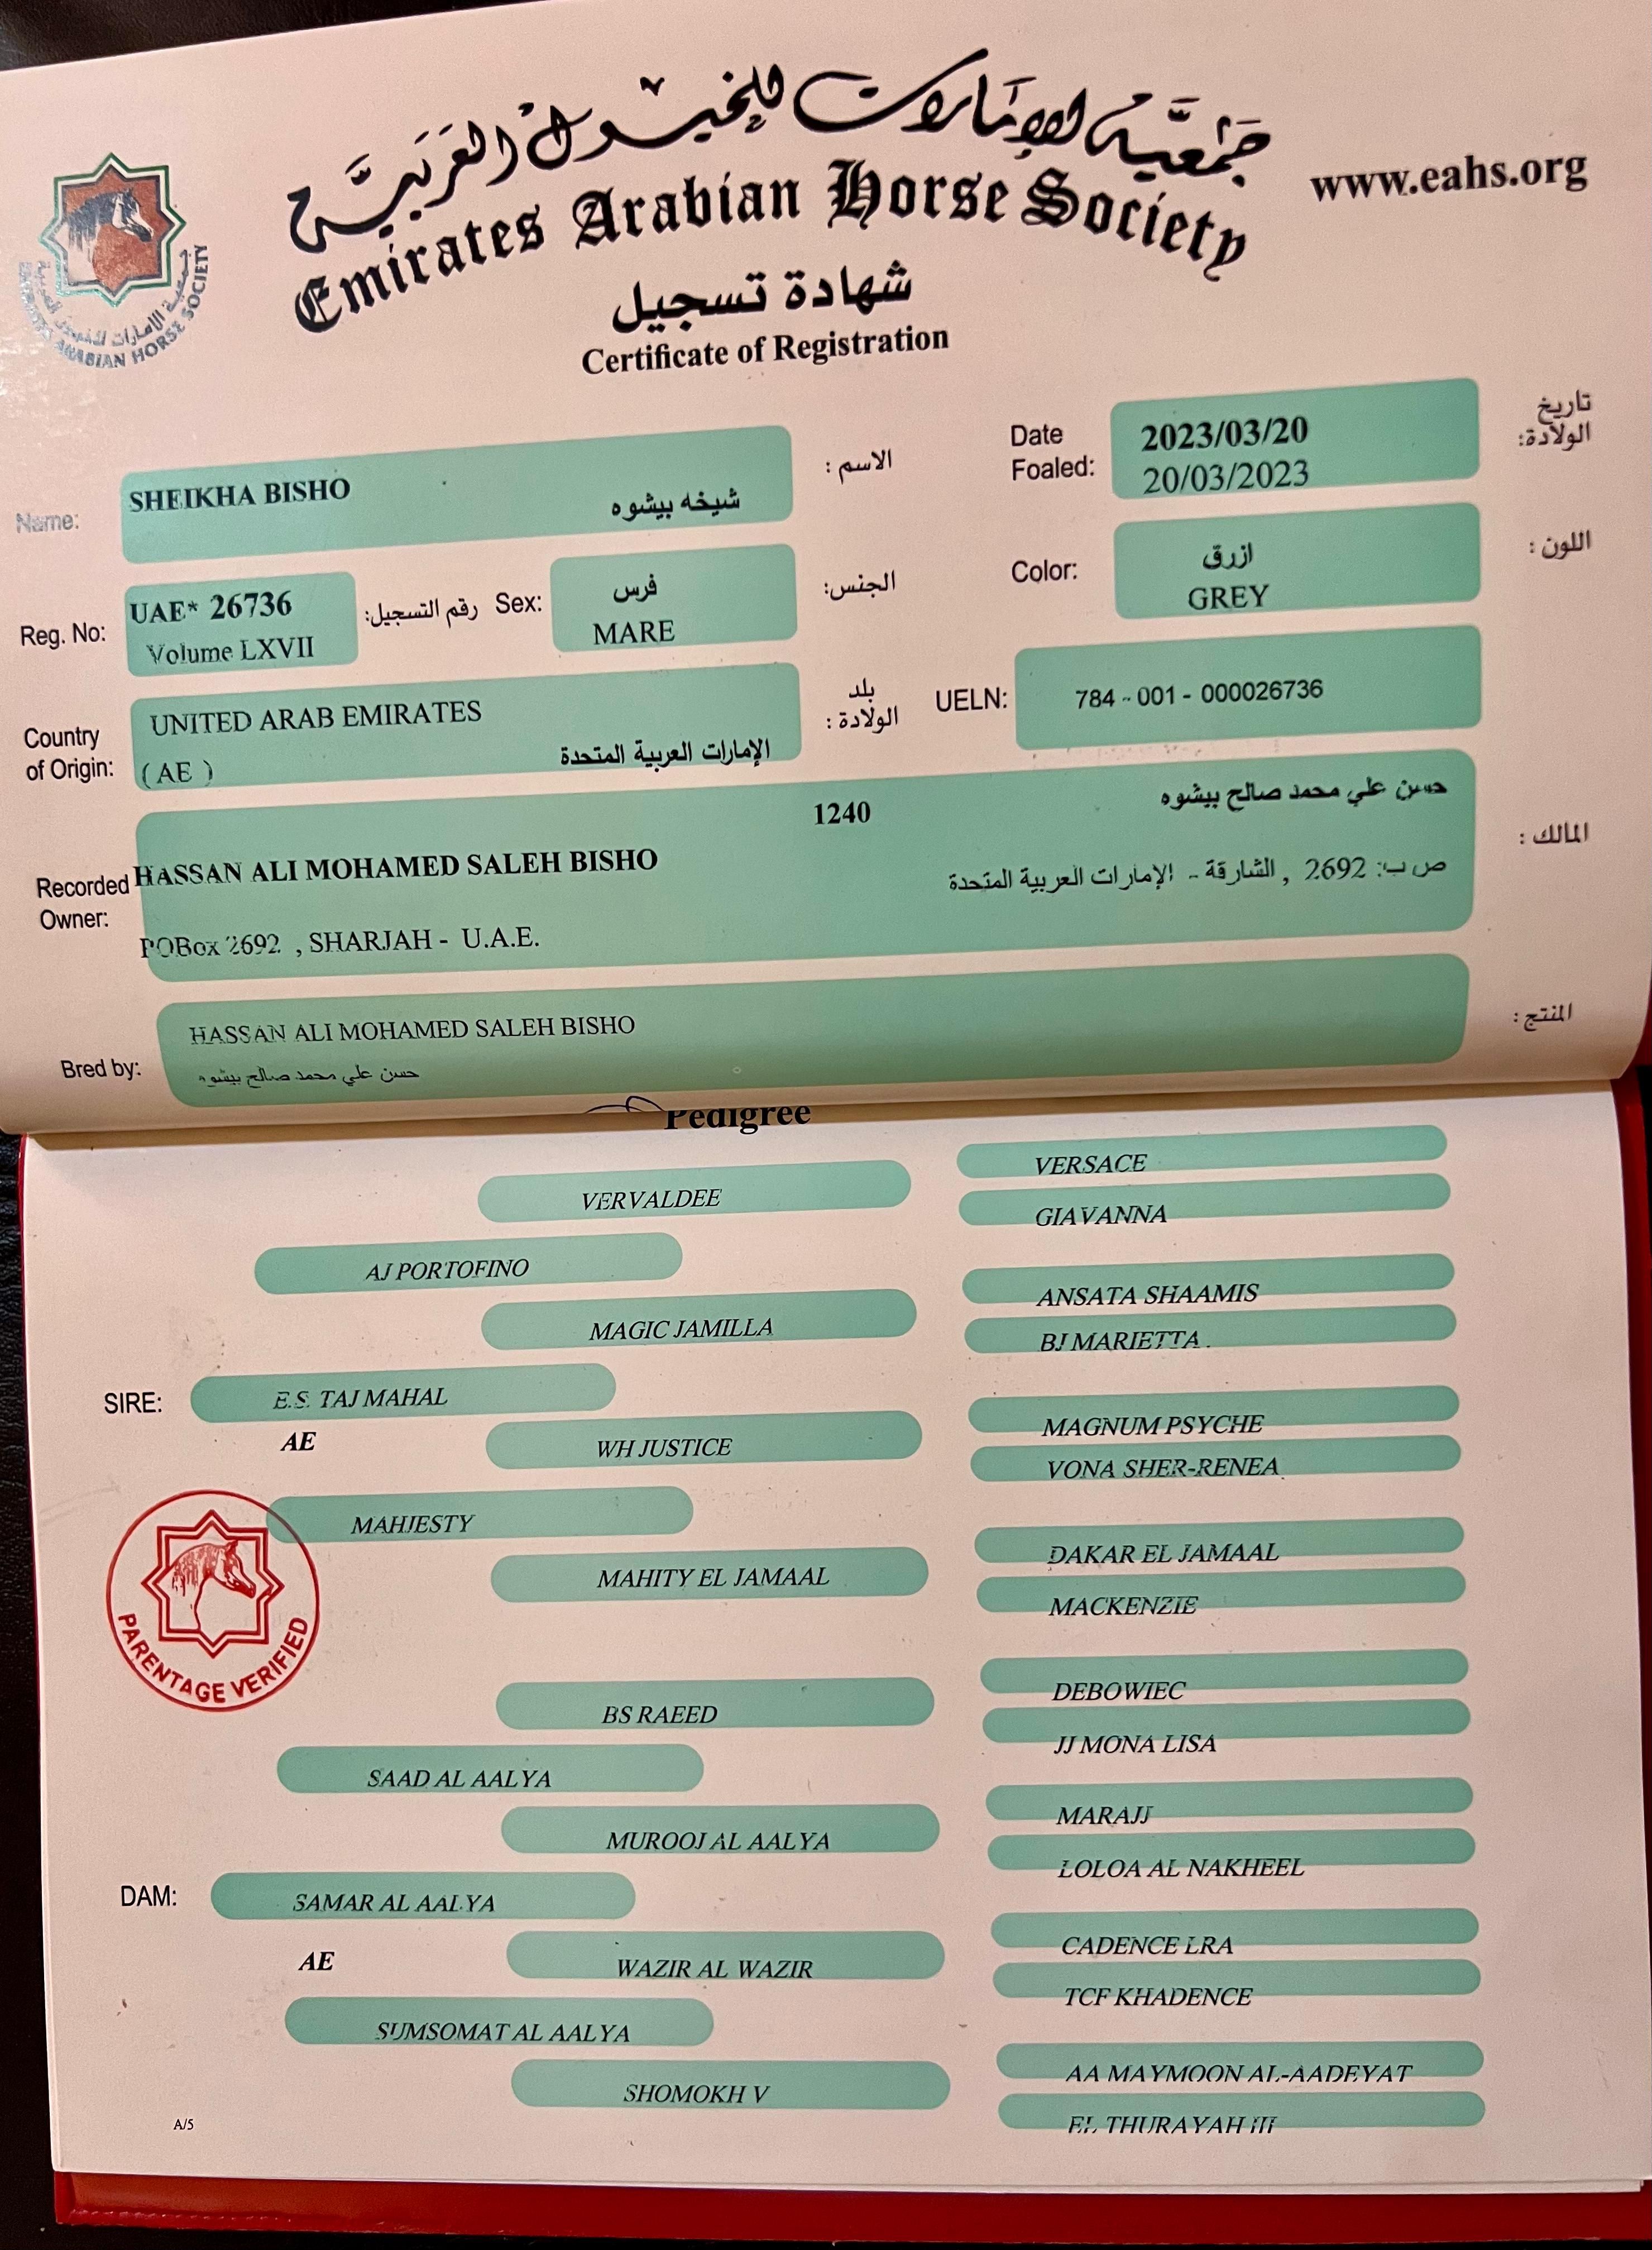 جمعية الإمارات للخيول العربية
Emirates Arabian Horse Society
www.eahs.org
جمعية الإمارات للخيول العربية
EMIRATES ARABIAN HORSE SOCIETY
شهادة تسجيل
Certificate of Registration
Name: SHEIKHA BISHO شيخه بيشوه الاسم :
Date Foaled: 2023/03/20 تاريخ الولادة:
20/03/2023
Reg. No: UAE* 26736 رقم التسجيل:
Volume LXVII
Sex: فرس الجنس:
MARE
Color: ازرق اللون :
GREY
Country of Origin: UNITED ARAB EMIRATES بلد الولادة :
( AE ) الإمارات العربية المتحدة
UELN: 784 - 001 - 000026736
1240 حسن علي محمد صالح بيشوه
Recorded Owner: HASSAN ALI MOHAMED SALEH BISHO المالك :
ص ب: 2692 , الشارقة - الإمارات العربية المتحدة
POBox 2692 , SHARJAH - U.A.E.
Bred by: HASSAN ALI MOHAMED SALEH BISHO المنتج :
حسن علي محمد صالح بيشوه
Pedigree
VERSACE
VERVALDEE
GIAVANNA
AJ PORTOFINO
ANSATA SHAAMIS
MAGIC JAMILLA
BJ MARIETTA
SIRE: E.S. TAJ MAHAL
AE
MAGNUM PSYCHE
WH JUSTICE
VONA SHER-RENEA
MAHJESTY
DAKAR EL JAMAAL
MAHITY EL JAMAAL
MACKENZIE
PARENTAGE VERIFIED
DEBOWIEC
BS RAEED
JJ MONA LISA
SAAD AL AALYA
MARAJJ
MUROOJ AL AALYA
LOLOA AL NAKHEEL
DAM: SAMAR AL AALYA
AE
CADENCE LRA
WAZIR AL WAZIR
TCF KHADENCE
SUMSOMAT AL AALYA
AA MAYMOON AL-AADEYAT
SHOMOKH V
EL THURAYAH III
A/5